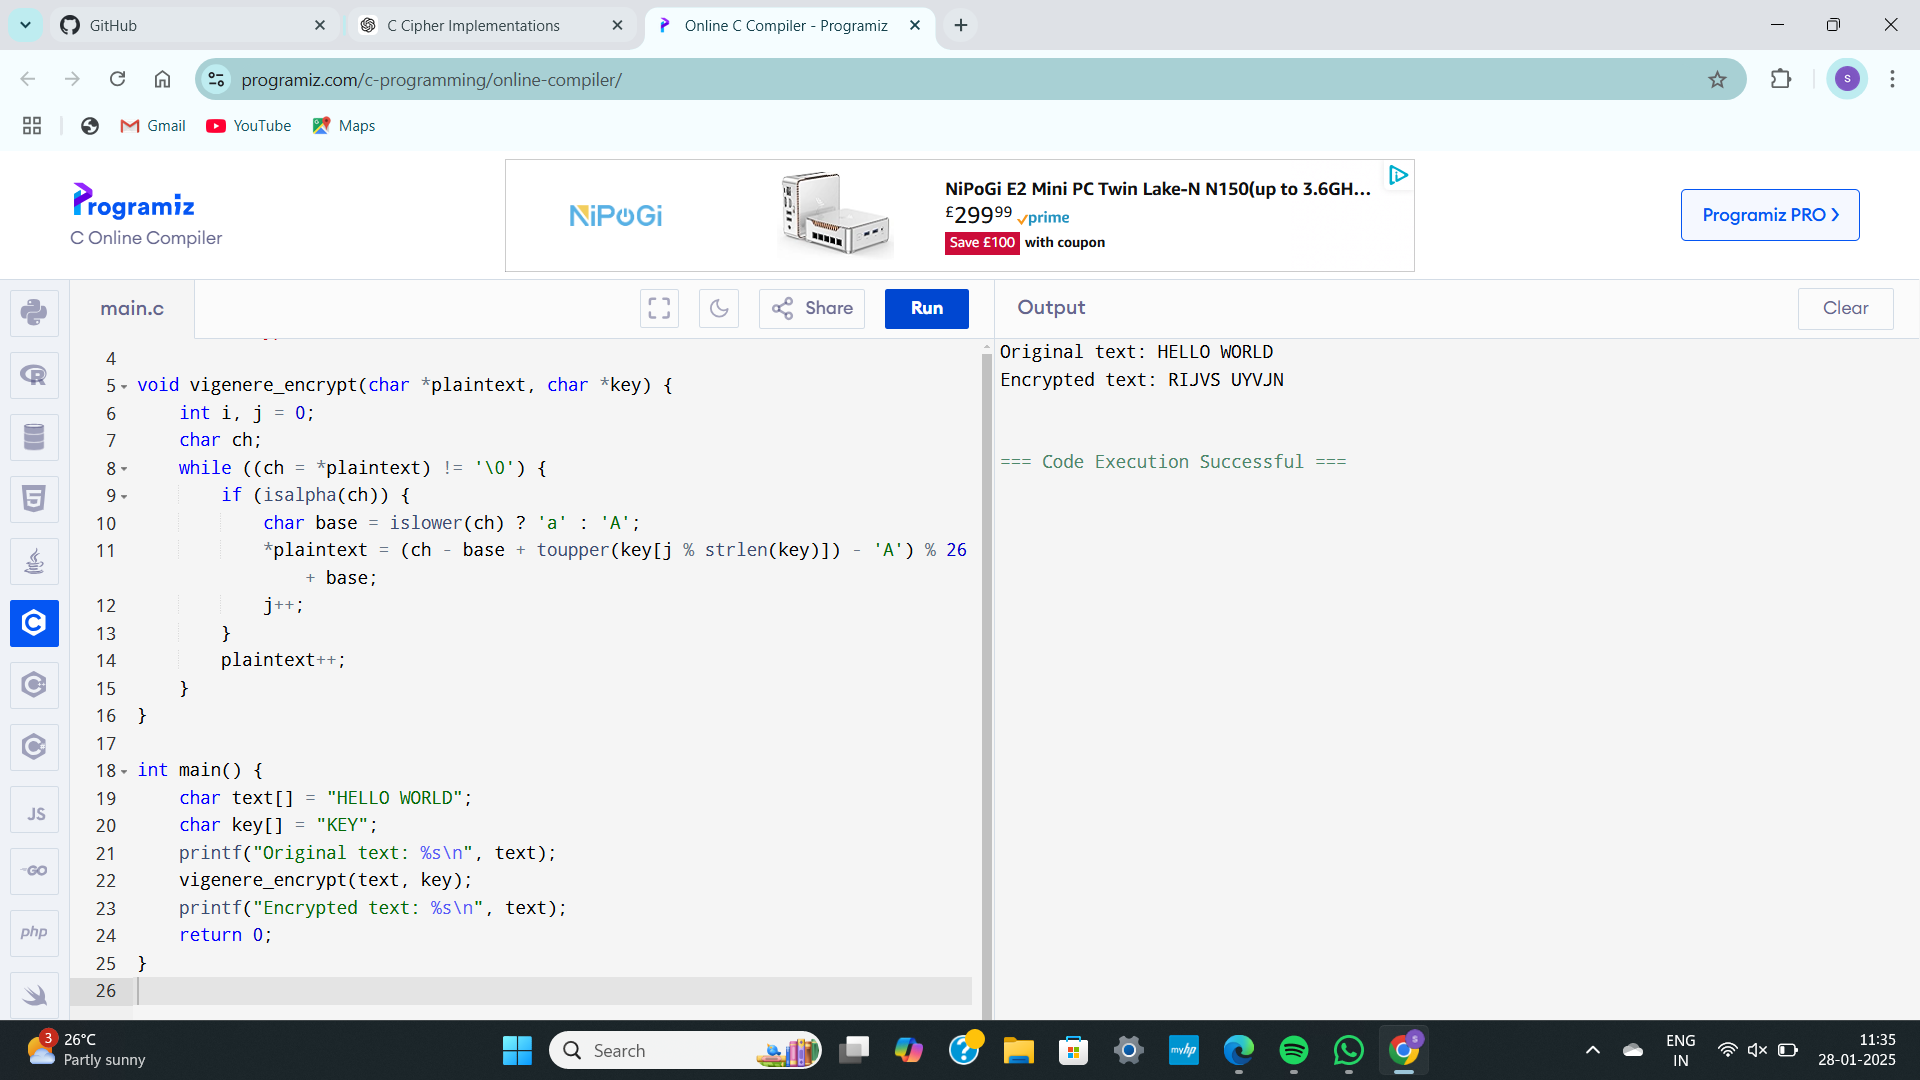 GitHub
C Cipher Implementations
Online C Compiler - Programiz
programiz.com/c-programming/online-compiler/
S
Gmail
YouTube
Maps
Programiz
C Online Compiler
NiPoGi
NiPoGi E2 Mini PC Twin Lake-N N150(up to 3.6GH...
£299⁹⁹ prime
Save £100 with coupon
Programiz PRO
main.c
Share
Run
Output
Clear
4
5 void vigenere_encrypt(char *plaintext, char *key) {
6 int i, j = 0;
7 char ch;
8 while ((ch = *plaintext) != '\0') {
9 if (isalpha(ch)) {
10 char base = islower(ch) ? 'a' : 'A';
11 *plaintext = (ch - base + toupper(key[j % strlen(key)]) - 'A') % 26
+ base;
12 j++;
13 }
14 plaintext++;
15 }
16 }
17
18 int main() {
19 char text[] = "HELLO WORLD";
20 char key[] = "KEY";
21 printf("Original text: %s\n", text);
22 vigenere_encrypt(text, key);
23 printf("Encrypted text: %s\n", text);
24 return 0;
25 }
26
Original text: HELLO WORLD
Encrypted text: RIJVS UYVJN
=== Code Execution Successful ===
R
5
C
JS
GO
php
3
26°C
Partly sunny
Search
myhp
S
ENG
IN
11:35
28-01-2025